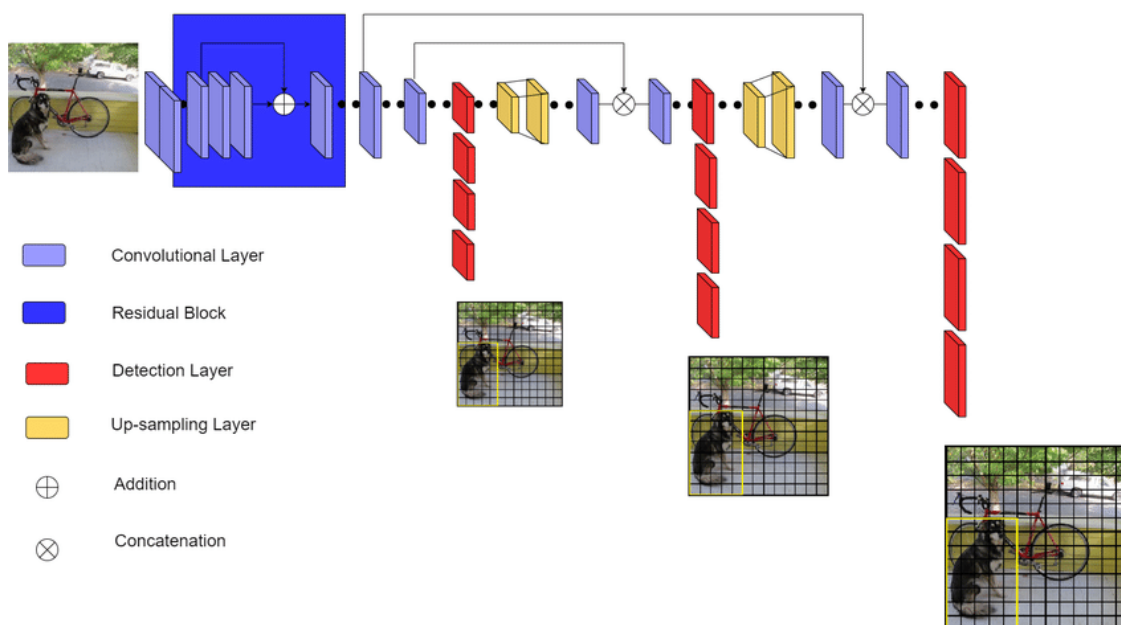 Convolutional Layer
Residual Block
Detection Layer
Up-sampling Layer
Addition
Concatenation